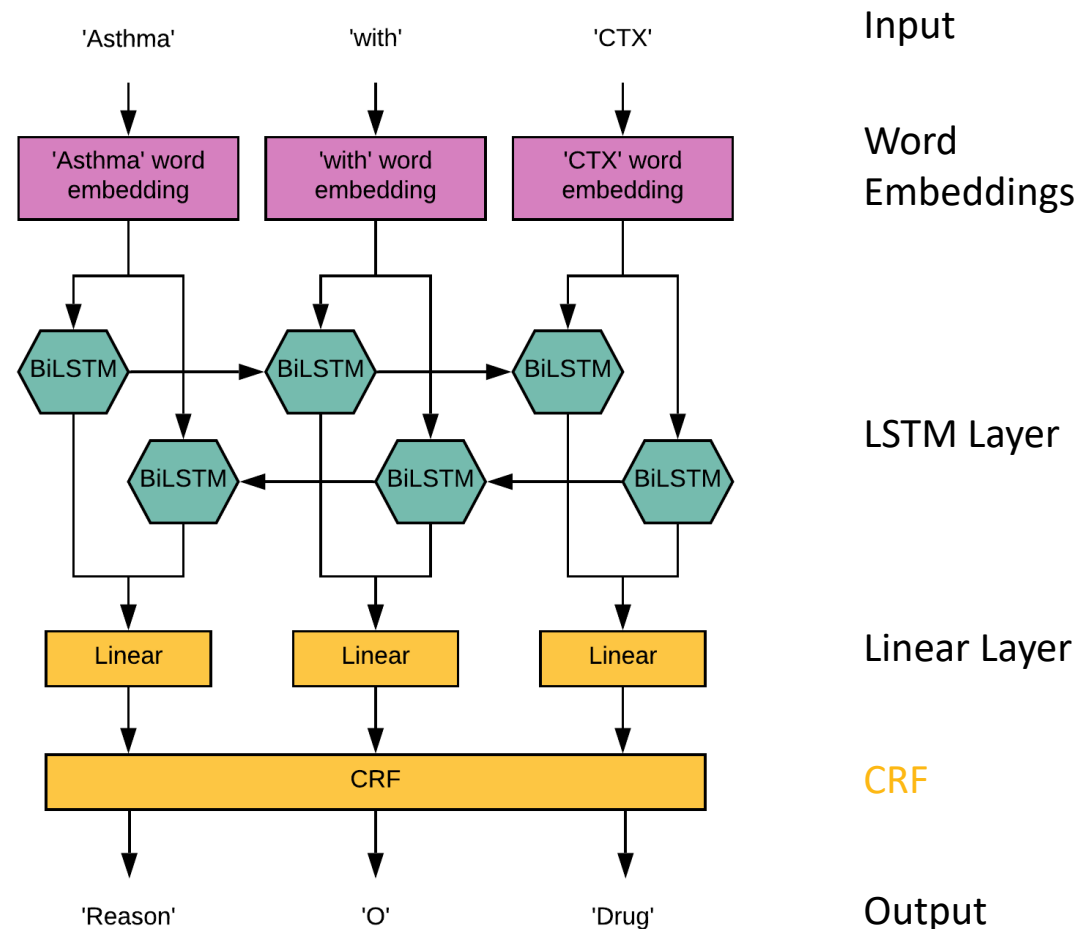 Input
'Asthma' 'with' 'CTX'
Word
Embeddings
'Asthma' word
embedding
'with' word
embedding
'CTX' word
embedding
BiLSTM BiLSTM BiLSTM
LSTM Layer
BiLSTM BiLSTM BiLSTM
Linear Linear Linear
Linear Layer
CRF
CRF
'Reason' 'O' 'Drug'
Output